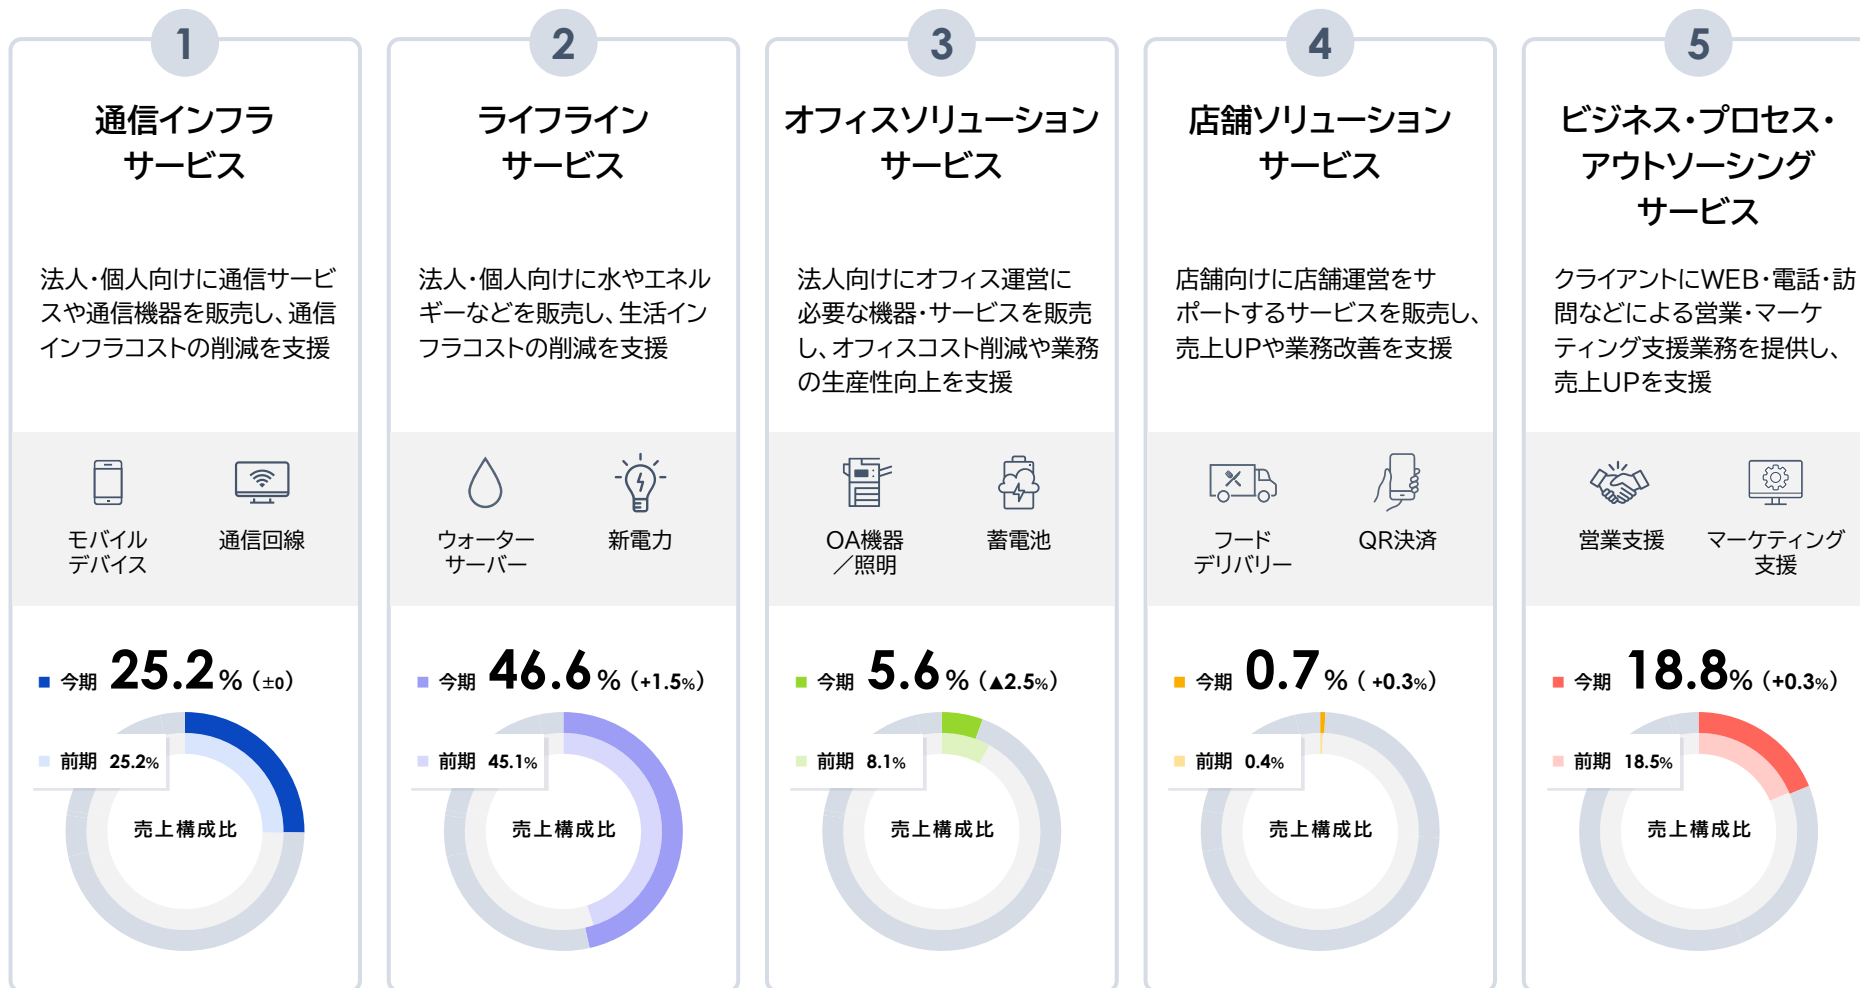 1
通信インフラ
サービス
法人・個人向けに通信サービ
スや通信機器を販売し、通信
インフラコストの削減を支援
モバイル
デバイス
通信回線
今期 25.2% (±0)
前期 25.2%
売上構成比
2
ライフライン
サービス
法人・個人向けに水やエネル
ギーなどを販売し、生活イン
フラコストの削減を支援
ウォーター
サーバー
新電力
今期 46.6% (+1.5%)
前期 45.1%
売上構成比
3
オフィスソリューション
サービス
法人向けにオフィス運営に
必要な機器・サービスを販売
し、オフィスコスト削減や業務
の生産性向上を支援
OA機器
／照明
蓄電池
今期 5.6% (▲2.5%)
前期 8.1%
売上構成比
4
店舗ソリューション
サービス
店舗向けに店舗運営をサ
ポートするサービスを販売し、
売上UPや業務改善を支援
フード
デリバリー
QR決済
今期 0.7% ( +0.3%)
前期 0.4%
売上構成比
5
ビジネス・プロセス・
アウトソーシング
サービス
クライアントにWEB・電話・訪
問などによる営業・マーケ
ティング支援業務を提供し、
売上UPを支援
営業支援
マーケティング
支援
今期 18.8% (+0.3%)
前期 18.5%
売上構成比